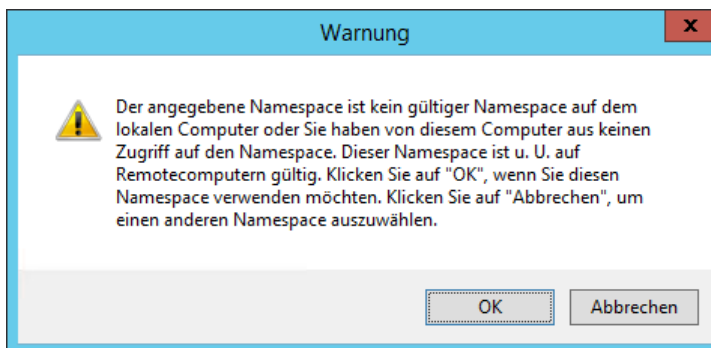 Warnung
x
Der angegebene Namespace ist kein gültiger Namespace auf dem
lokalen Computer oder Sie haben von diesem Computer aus keinen
Zugriff auf den Namespace. Dieser Namespace ist u. U. auf
Remotecomputern gültig. Klicken Sie auf "OK", wenn Sie diesen
Namespace verwenden möchten. Klicken Sie auf "Abbrechen", um
einen anderen Namespace auszuwählen.
OK
Abbrechen